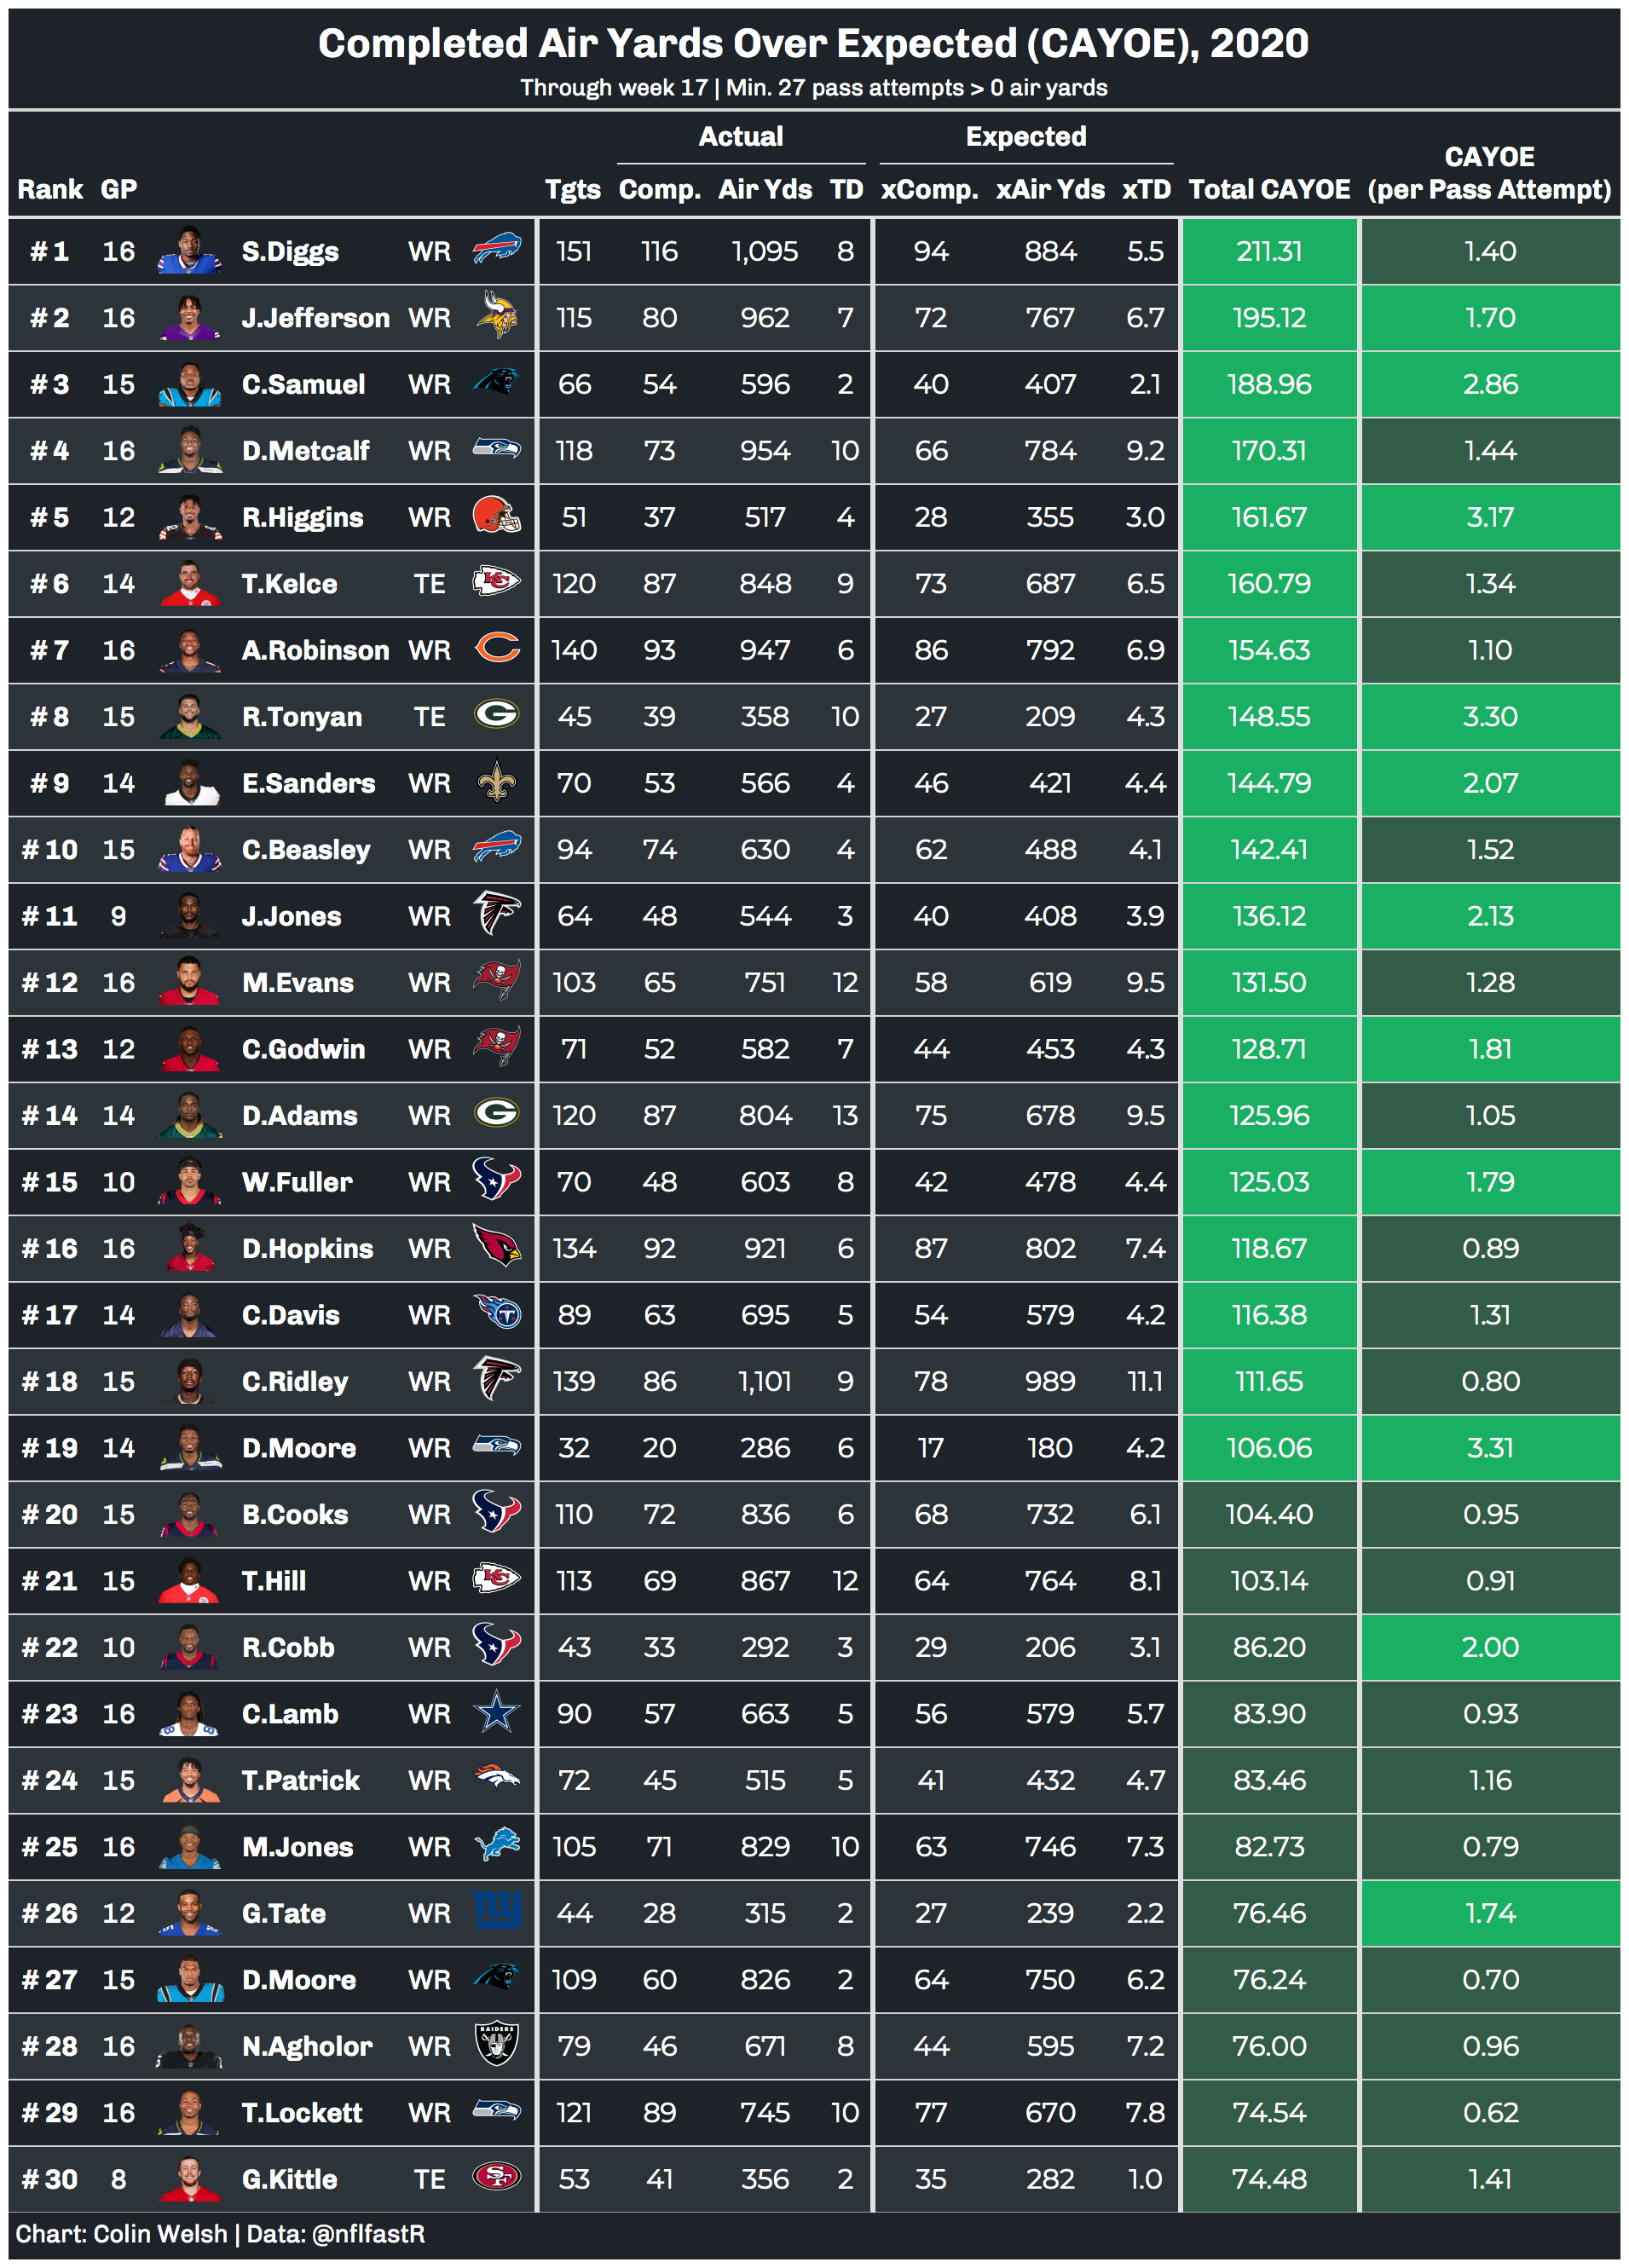 Completed Air Yards Over Expected (CAYOE), 2020
Through week 17 | Min. 27 pass attempts > 0 air yards
Actual Expected CAYOE
Rank GP Tgts Comp. Air Yds TD xComp. xAir Yds xTD Total CAYOE (per Pass Attempt)
# 1 16 S.Diggs WR 151 116 1,095 8 94 884 5.5 211.31 1.40
# 2 16 J.Jefferson WR 115 80 962 7 72 767 6.7 195.12 1.70
# 3 15 C.Samuel WR 66 54 596 2 40 407 2.1 188.96 2.86
# 4 16 D.Metcalf WR 118 73 954 10 66 784 9.2 170.31 1.44
# 5 12 R.Higgins WR 51 37 517 4 28 355 3.0 161.67 3.17
# 6 14 T.Kelce TE KC 120 87 848 9 73 687 6.5 160.79 1.34
# 7 16 A.Robinson WR 140 93 947 6 86 792 6.9 154.63 1.10
# 8 15 R.Tonyan TE G 45 39 358 10 27 209 4.3 148.55 3.30
# 9 14 E.Sanders WR 70 53 566 4 46 421 4.4 144.79 2.07
# 10 15 C.Beasley WR 94 74 630 4 62 488 4.1 142.41 1.52
# 11 9 J.Jones WR 64 48 544 3 40 408 3.9 136.12 2.13
# 12 16 M.Evans WR 103 65 751 12 58 619 9.5 131.50 1.28
# 13 12 C.Godwin WR 71 52 582 7 44 453 4.3 128.71 1.81
# 14 14 D.Adams WR G 120 87 804 13 75 678 9.5 125.96 1.05
# 15 10 W.Fuller WR 70 48 603 8 42 478 4.4 125.03 1.79
# 16 16 D.Hopkins WR 134 92 921 6 87 802 7.4 118.67 0.89
# 17 14 C.Davis WR T 89 63 695 5 54 579 4.2 116.38 1.31
# 18 15 C.Ridley WR 139 86 1,101 9 78 989 11.1 111.65 0.80
# 19 14 D.Moore WR 32 20 286 6 17 180 4.2 106.06 3.31
# 20 15 B.Cooks WR 110 72 836 6 68 732 6.1 104.40 0.95
# 21 15 T.Hill WR KC 113 69 867 12 64 764 8.1 103.14 0.91
# 22 10 R.Cobb WR 43 33 292 3 29 206 3.1 86.20 2.00
# 23 16 C.Lamb WR 90 57 663 5 56 579 5.7 83.90 0.93
# 24 15 T.Patrick WR 72 45 515 5 41 432 4.7 83.46 1.16
# 25 16 M.Jones WR 105 71 829 10 63 746 7.3 82.73 0.79
# 26 12 G.Tate WR ny 44 28 315 2 27 239 2.2 76.46 1.74
# 27 15 D.Moore WR 109 60 826 2 64 750 6.2 76.24 0.70
# 28 16 N.Agholor WR RAIDERS 79 46 671 8 44 595 7.2 76.00 0.96
# 29 16 T.Lockett WR 121 89 745 10 77 670 7.8 74.54 0.62
# 30 8 G.Kittle TE SF 53 41 356 2 35 282 1.0 74.48 1.41
Chart: Colin Welsh | Data: @nflfastR